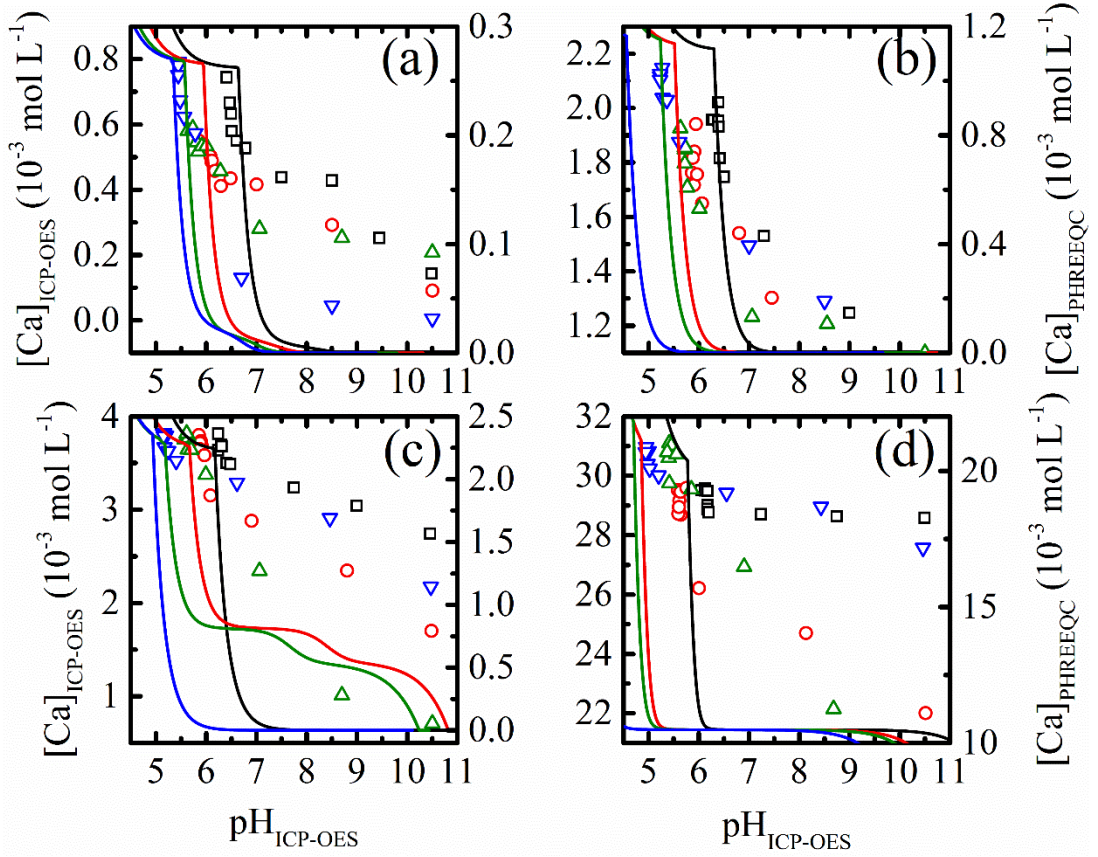 (a)
[Ca]ICP-OES (10-3 mol L-1)
0.8
0.6
0.4
0.2
0.0
0.3
0.2
0.1
0.0
5 6 7 8 9 10 11
(b)
2.2
2.0
1.8
1.6
1.4
1.2
1.2
0.8
0.4
0.0
[Ca]PHREEQC (10-3 mol L-1)
5 6 7 8 9 10 11
(c)
[Ca]ICP-OES (10-3 mol L-1)
4
3
2
1
2.5
2.0
1.5
1.0
0.5
0.0
5 6 7 8 9 10 11
pHICP-OES
(d)
32
31
30
29
28
26
24
22
20
10
[Ca]PHREEQC (10-3 mol L-1)
5 6 7 8 9 10 11
pHICP-OES